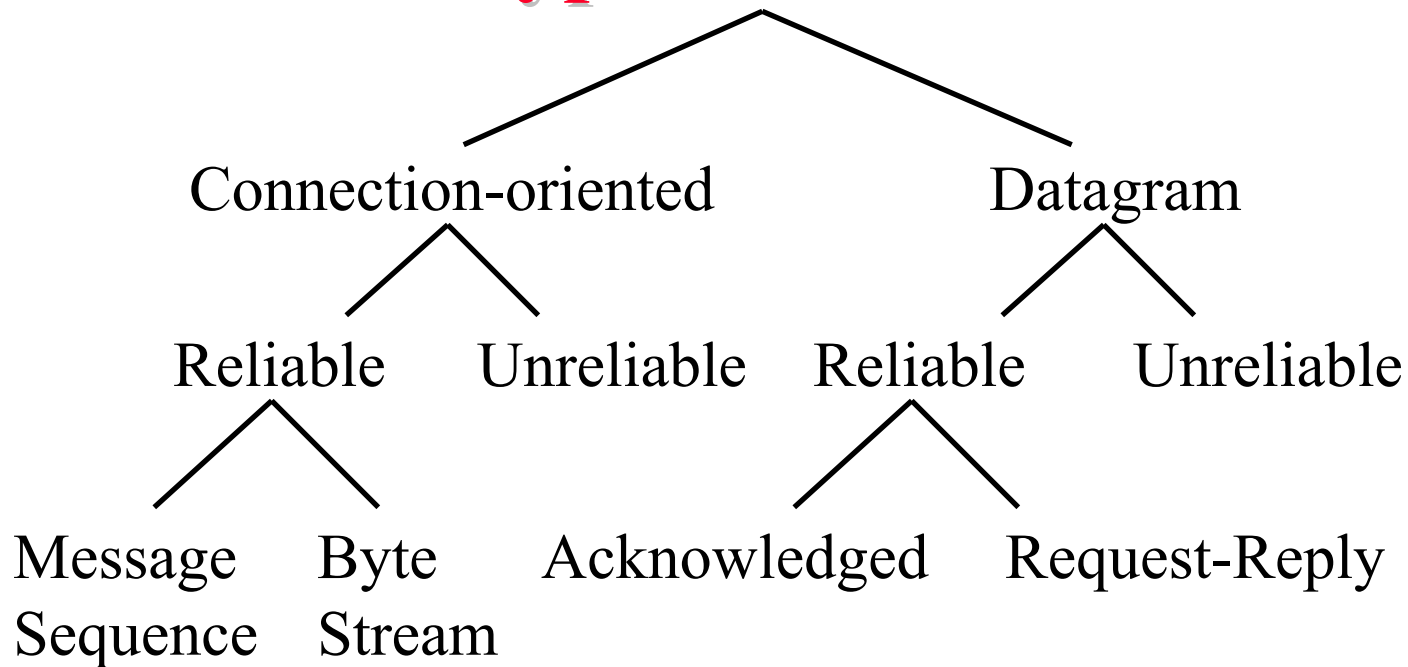 Connection-oriented Datagram
Reliable Unreliable Reliable Unreliable
Message Byte Acknowledged Request-Reply
Sequence Stream